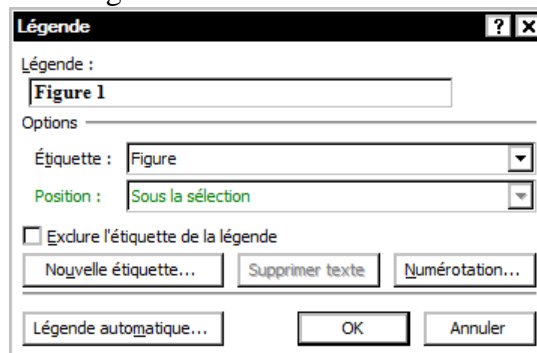 Légende
Légende :
Figure 1
Options
Étiquette : Figure
Position : Sous la sélection
Exclure l'étiquette de la légende
Nouvelle étiquette... Supprimer texte Numérotation...
Légende automatique... OK Annuler